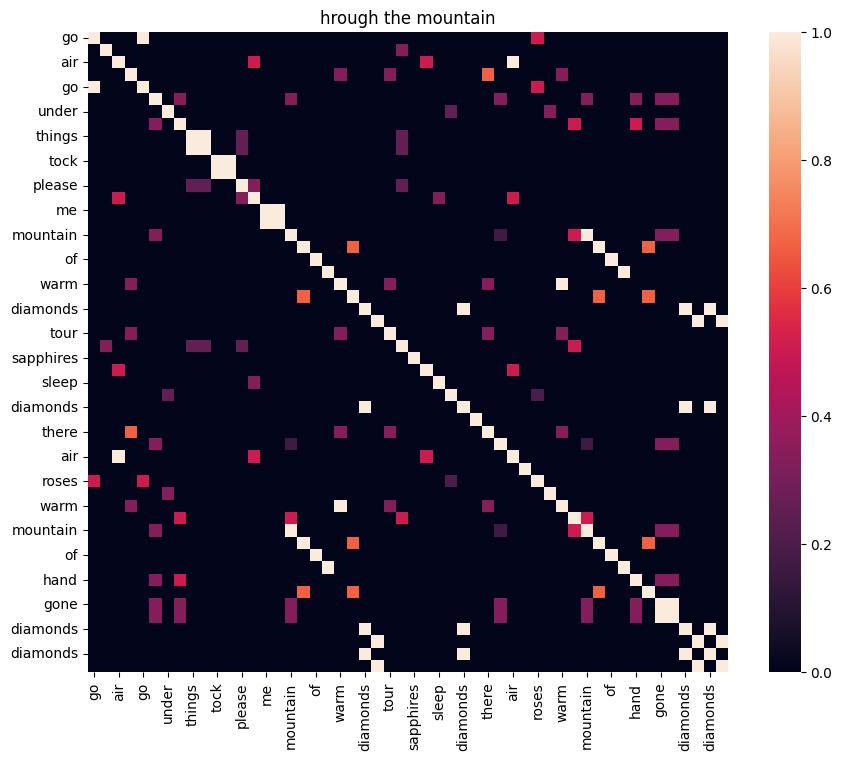 hrough the mountain
go
air
go
under
things
tock
please
me
mountain
of
warm
diamonds
tour
sapphires
sleep
diamonds
there
air
roses
warm
mountain
of
hand
gone
diamonds
diamonds
go
air
go
under
things
tock
please
me
mountain
of
warm
diamonds
tour
sapphires
sleep
diamonds
there
air
roses
warm
mountain
of
hand
gone
diamonds
diamonds
1.0
0.8
0.6
0.4
0.2
0.0